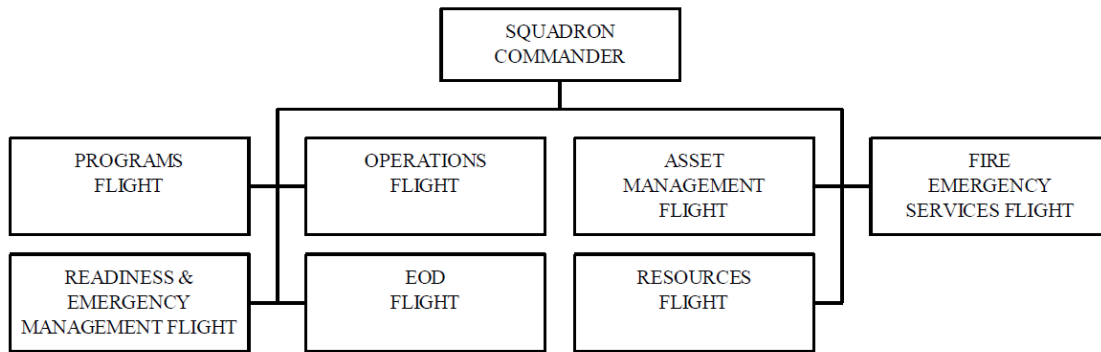 SQUADRON
COMMANDER
PROGRAMS
FLIGHT
OPERATIONS
FLIGHT
ASSET
MANAGEMENT
FLIGHT
FIRE
EMERGENCY
SERVICES FLIGHT
READINESS &
EMERGENCY
MANAGEMENT FLIGHT
EOD
FLIGHT
RESOURCES
FLIGHT